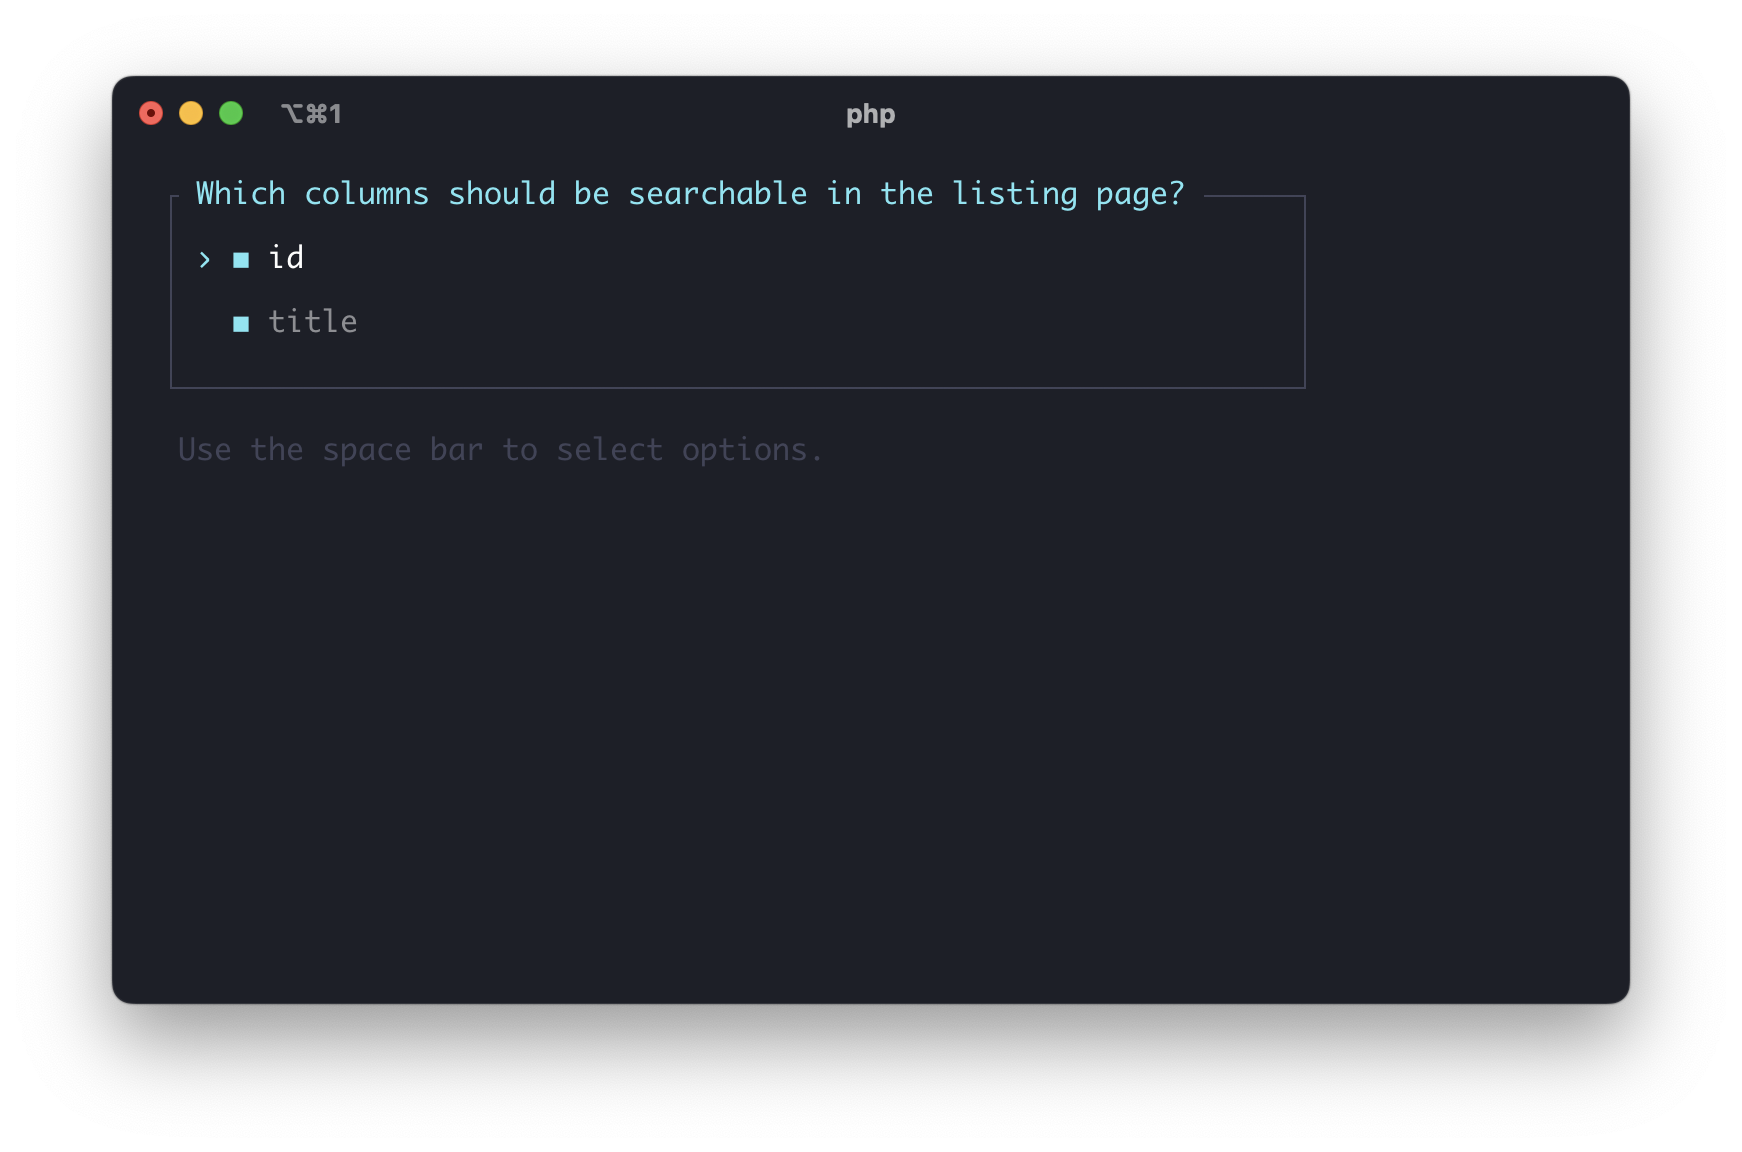 ⌥⌘1 php
Which columns should be searchable in the listing page?
› ■ id
■ title
Use the space bar to select options.